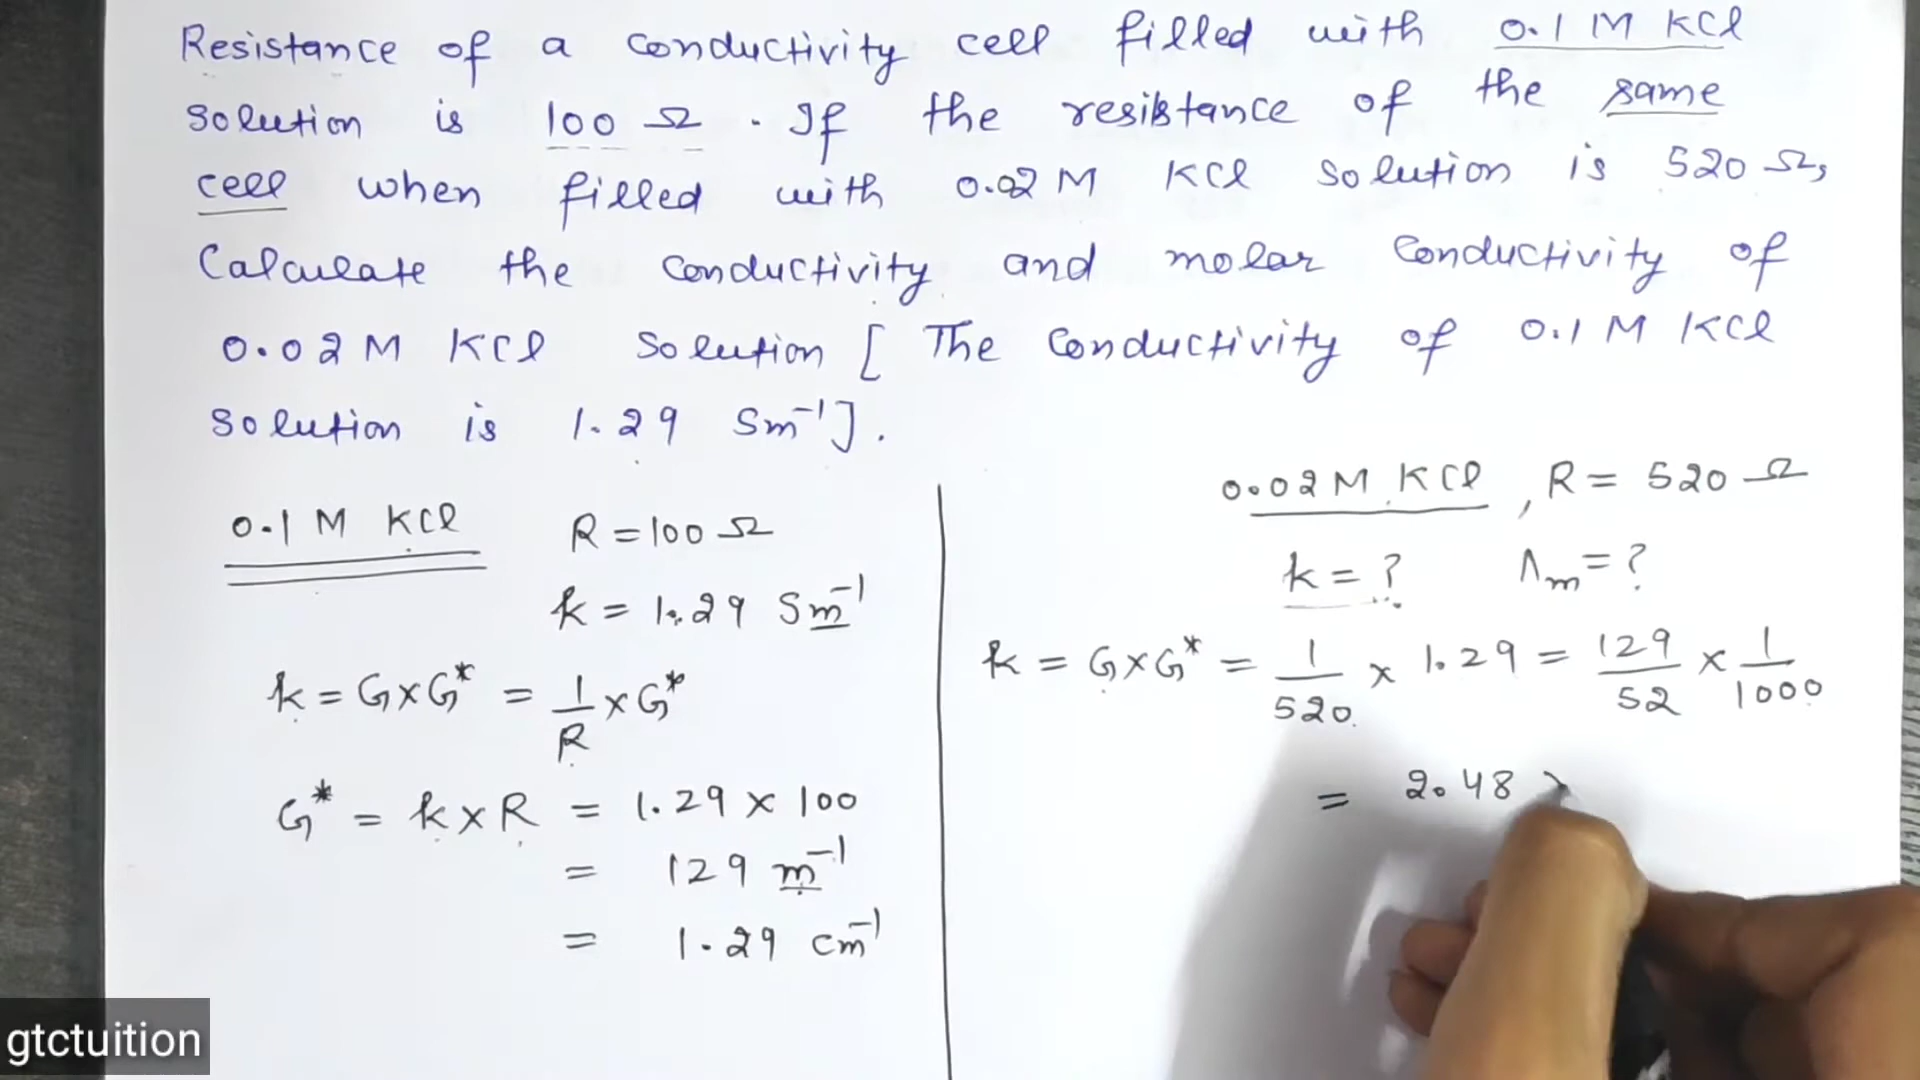 Resistance of a conductivity cell filled with 0.1 M KCl
solution is 100 Ω. If the resistance of the same
cell when filled with 0.02 M KCl solution is 520 Ω,
Calculate the conductivity and molar conductivity of
0.02 M KCl solution [ The conductivity of 0.1 M KCl
solution is 1.29 Sm⁻¹].
0.1 M KCl R = 100 Ω
k = 1.29 Sm⁻¹
k = G×G* = 1/R ×G*
G* = k×R = 1.29 × 100
= 129 m⁻¹
= 1.29 cm⁻¹
0.02 M KCl , R = 520 Ω
k = ? Λm = ?
k = G×G* = 1/520 × 1.29 = 129/52 × 1/1000
= 2.48 ×
gtctuition